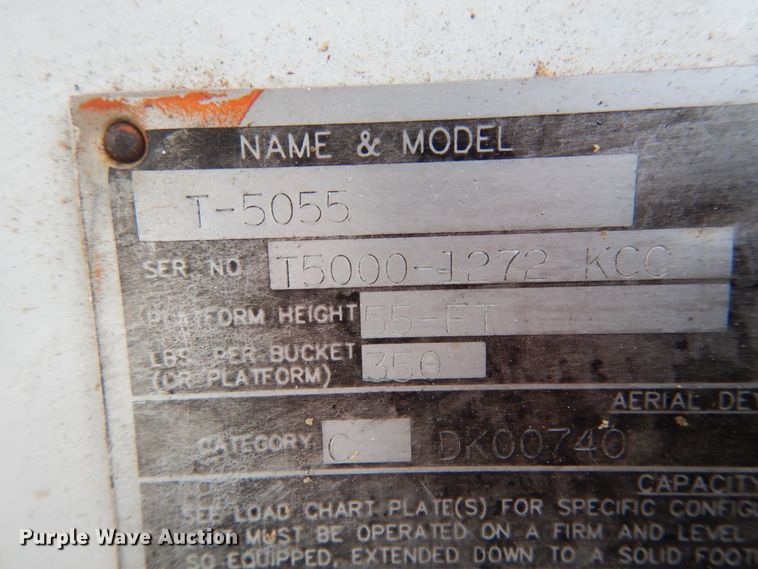 NAME & MODEL
T-5055
SER. NO. T5000-1272 KCC
PLATFORM HEIGHT 55-FT
LBS. PER BUCKET
(OR PLATFORM) 350
AERIAL DE
CATEGORY C DK00740
CAPACITY
SEE LOAD CHART PLATE(S) FOR SPECIFIC CONFIGU
MUST BE OPERATED ON A FIRM AND LEVEL
SO EQUIPPED, EXTENDED DOWN TO A SOLID FOOT
Purple Wave Auction